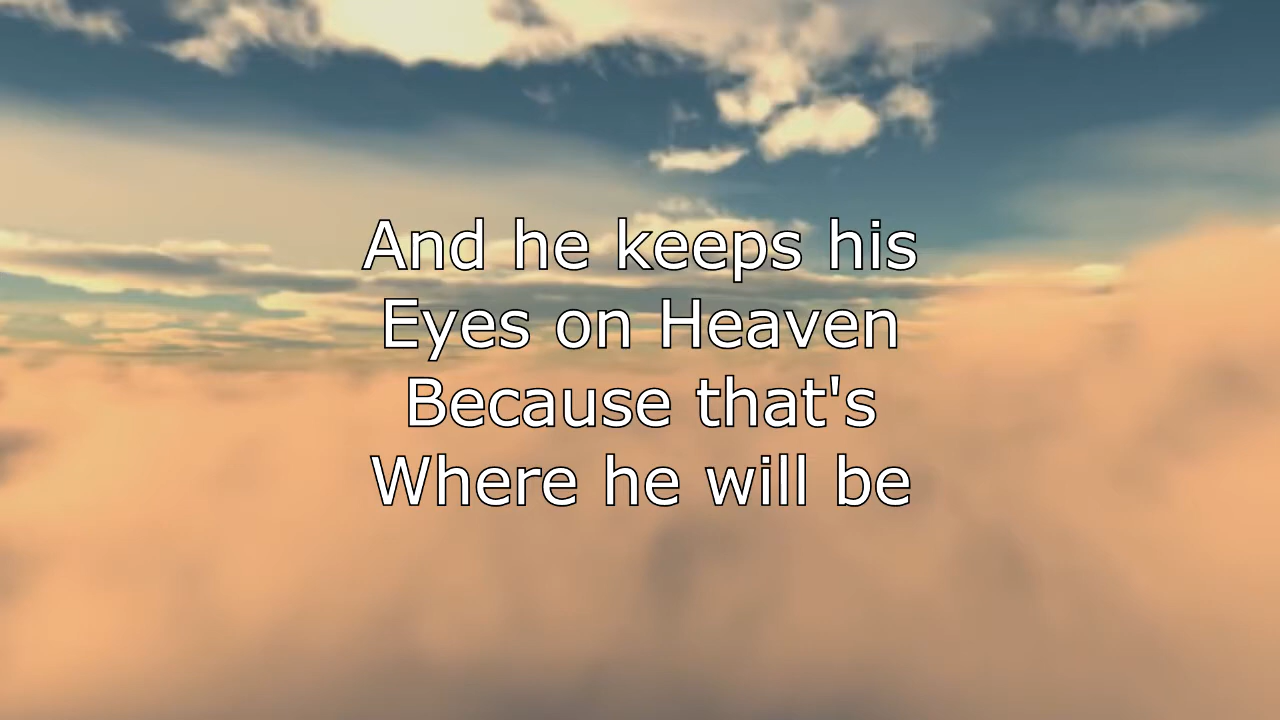 And he keeps his
Eyes on Heaven
Because that's
Where he will be